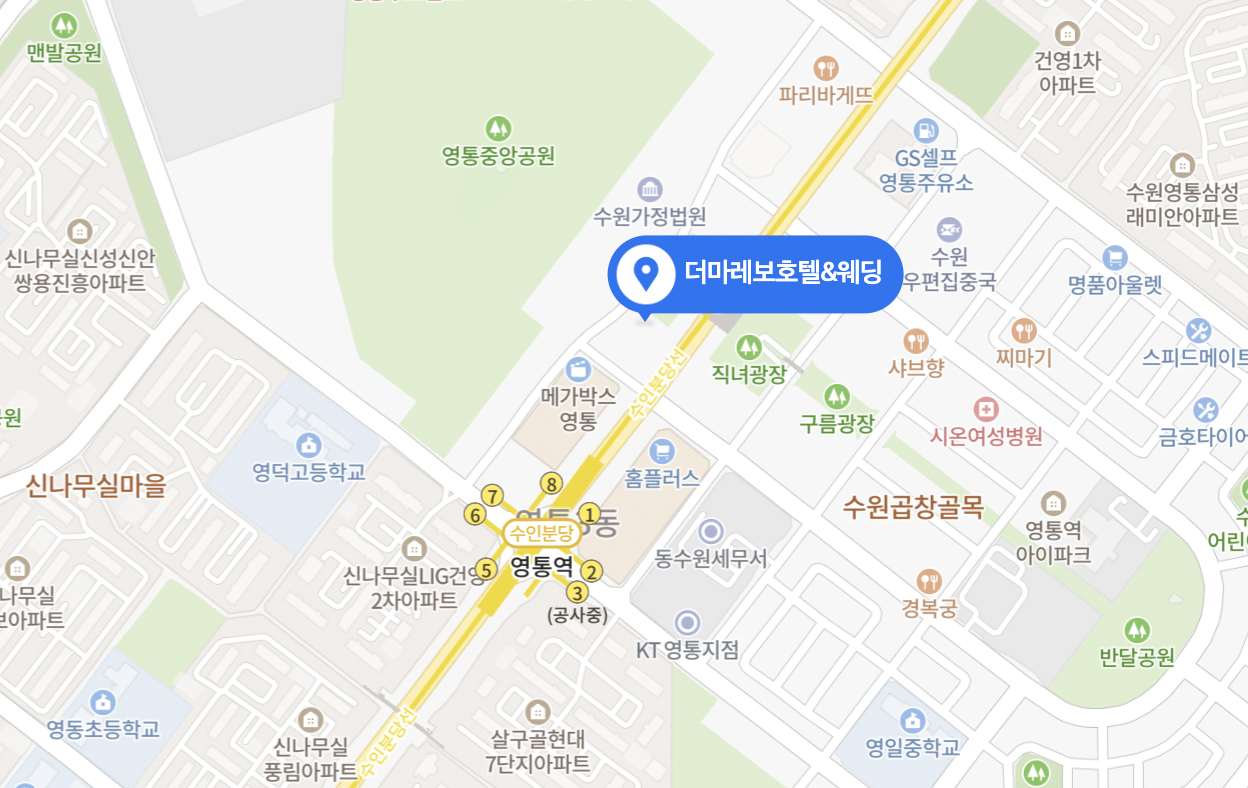 맨발공원
건영1차
아파트
파리바게뜨
영통중앙공원
GS셀프
영통주유소
수원영통삼성
래미안아파트
수원가정법원
신나무실신성신안
쌍용진흥아파트
수원
우편집중국
더마레보호텔&웨딩
명품아울렛
찌마기
스피드메이트
샤브향
직녀광장
메가박스
영통
수인분당선
구름광장
시온여성병원
금호타이어
공원
영덕고등학교
홈플러스
신나무실마을
8
7
6
1
수인분당
영통역
5
2
3
(공사중)
수원곱창골목
영통역
아이파크
동수원세무서
어린이
신나무실LIG건영
2차아파트
나무실
보아파트
경복궁
KT 영통지점
반달공원
영동초등학교
신나무실
풍림아파트
수인분당선
살구골현대
7단지아파트
영일중학교